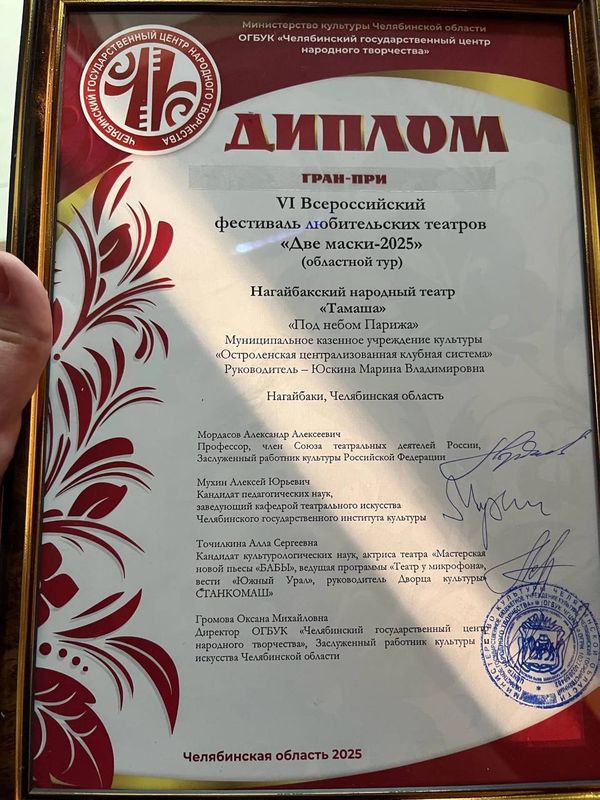 Министерство культуры Челябинской области
ОГБУК «Челябинский государственный центр
народного творчества»
ЧЕЛЯБИНСКИЙ ГОСУДАРСТВЕННЫЙ ЦЕНТР НАРОДНОГО ТВОРЧЕСТВА
ДИПЛОМ
ГРАН-ПРИ
VI Всероссийский
фестиваль любительских театров
«Две маски-2025»
(областной тур)
Нагайбакский народный театр
«Тамаша»
«Под небом Парижа»
Муниципальное казенное учреждение культуры
«Остроленская централизованная клубная система»
Руководитель – Юскина Марина Владимировна
Нагайбаки, Челябинская область
Мордасов Александр Алексеевич
Профессор, член Союза театральных деятелей России,
Заслуженный работник культуры Российской Федерации
Мухин Алексей Юрьевич
Кандидат педагогических наук,
заведующий кафедрой театрального искусства
Челябинского государственного института культуры
Точилкина Алла Сергеевна
Кандидат культурологических наук, актриса театра «Мастерская
новой пьесы «БАБЫ», ведущая программы «Театр у микрофона»,
вести «Южный Урал», руководитель Дворца культуры
СТАНКОМАШ»
Громова Оксана Михайловна
Директор ОГБУК «Челябинский государственный центр
народного творчества», Заслуженный работник культуры и
искусства Челябинской области
Челябинская область 2025